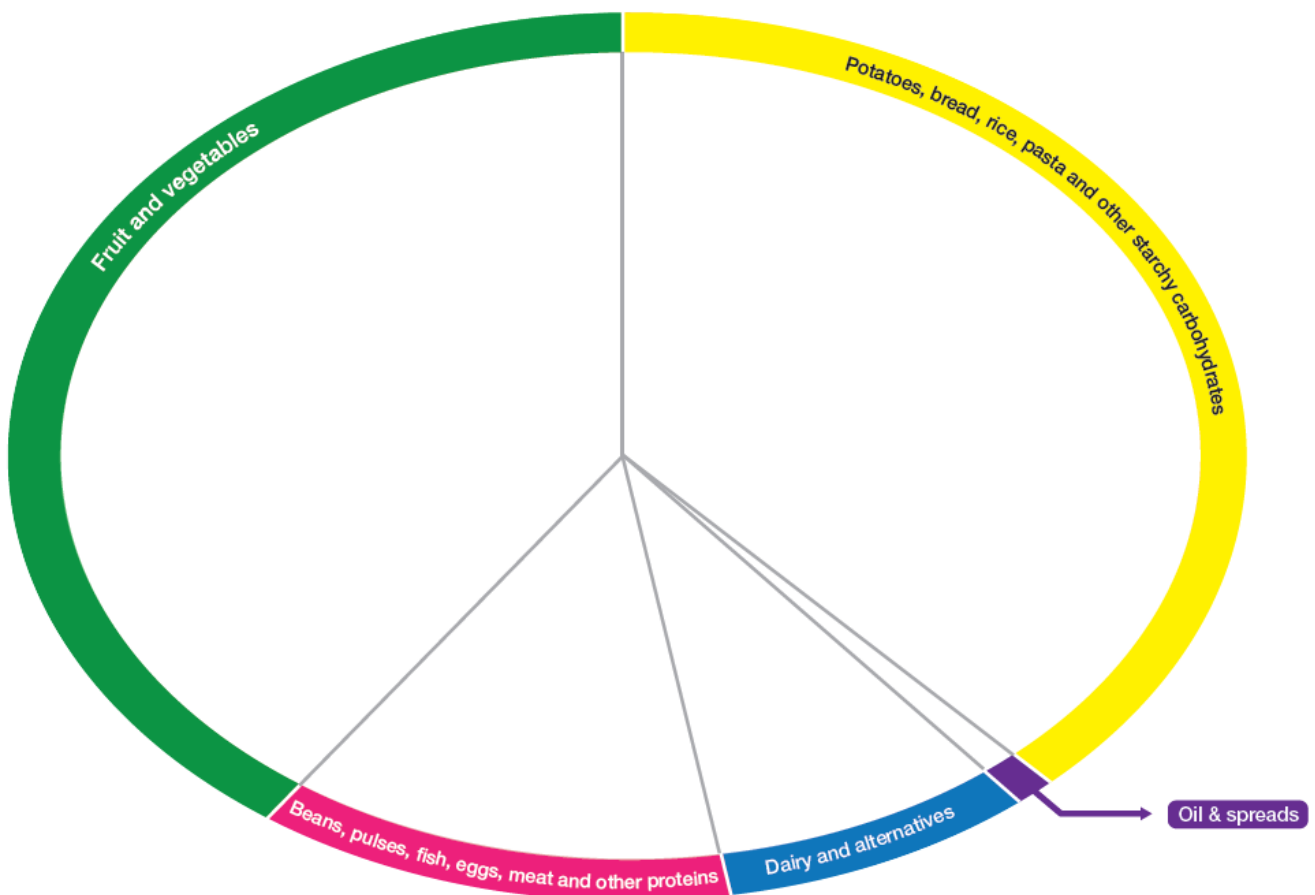 Fruit and vegetables
Potatoes, bread, rice, pasta and other starchy carbohydrates
Beans, pulses, fish, eggs, meat and other proteins
Dairy and alternatives
Oil & spreads